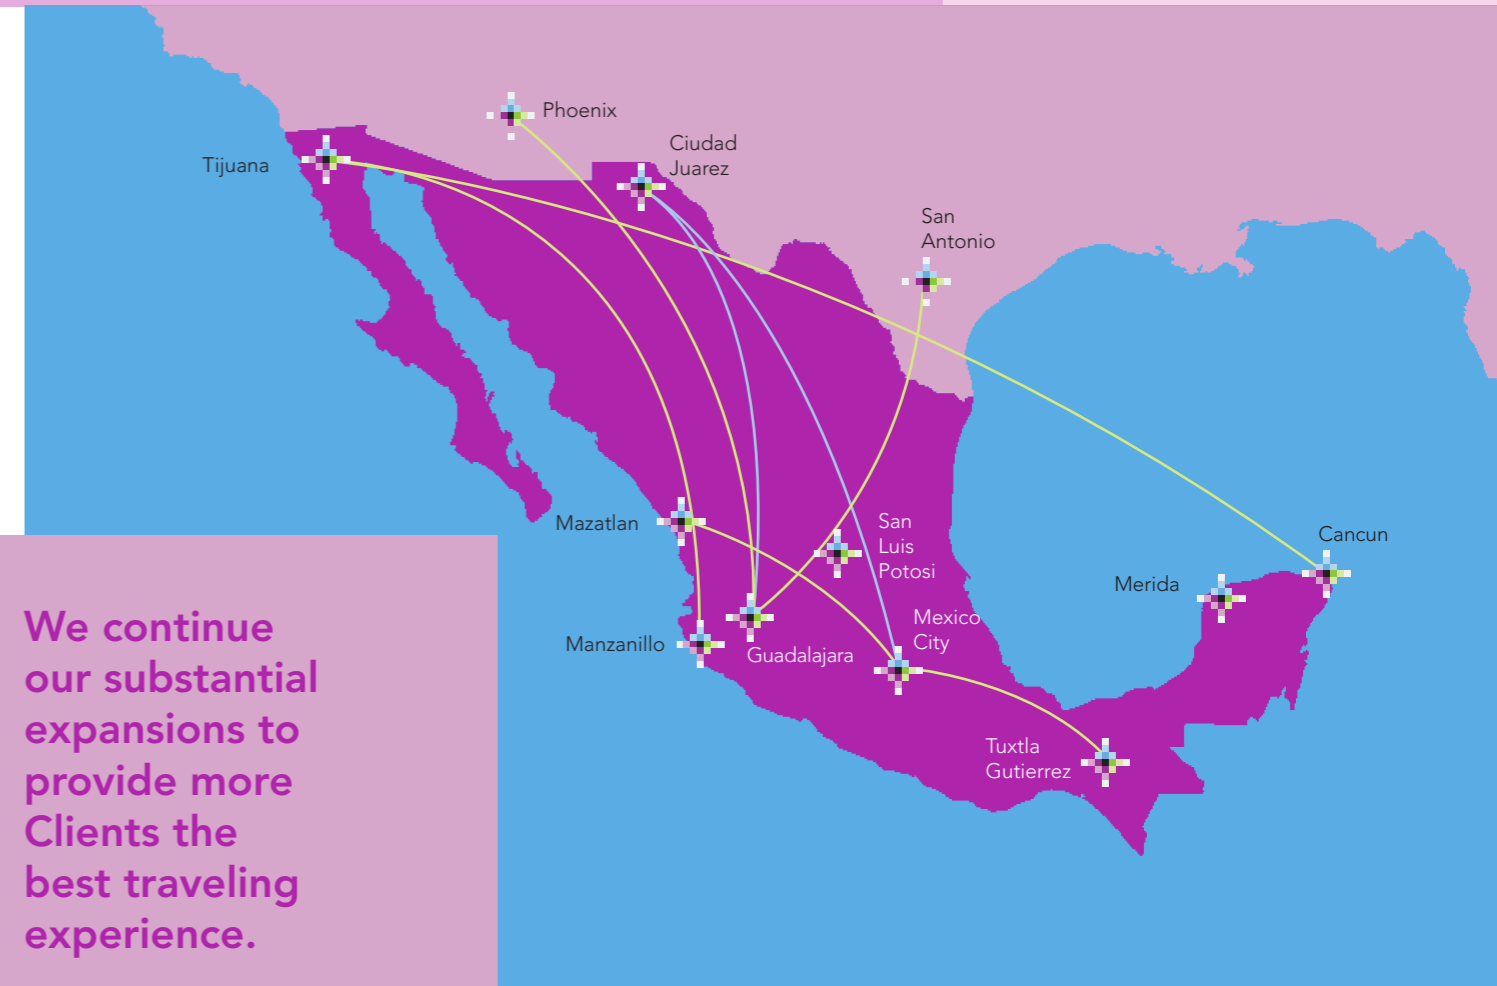 Phoenix
Ciudad
Juarez
Tijuana
San
Antonio
Mazatlan
San
Luis
Potosi
Cancun
Merida
Mexico
City
Manzanillo
Guadalajara
Tuxtla
Gutierrez
We continue
our substantial
expansions to
provide more
Clients the
best traveling
experience.